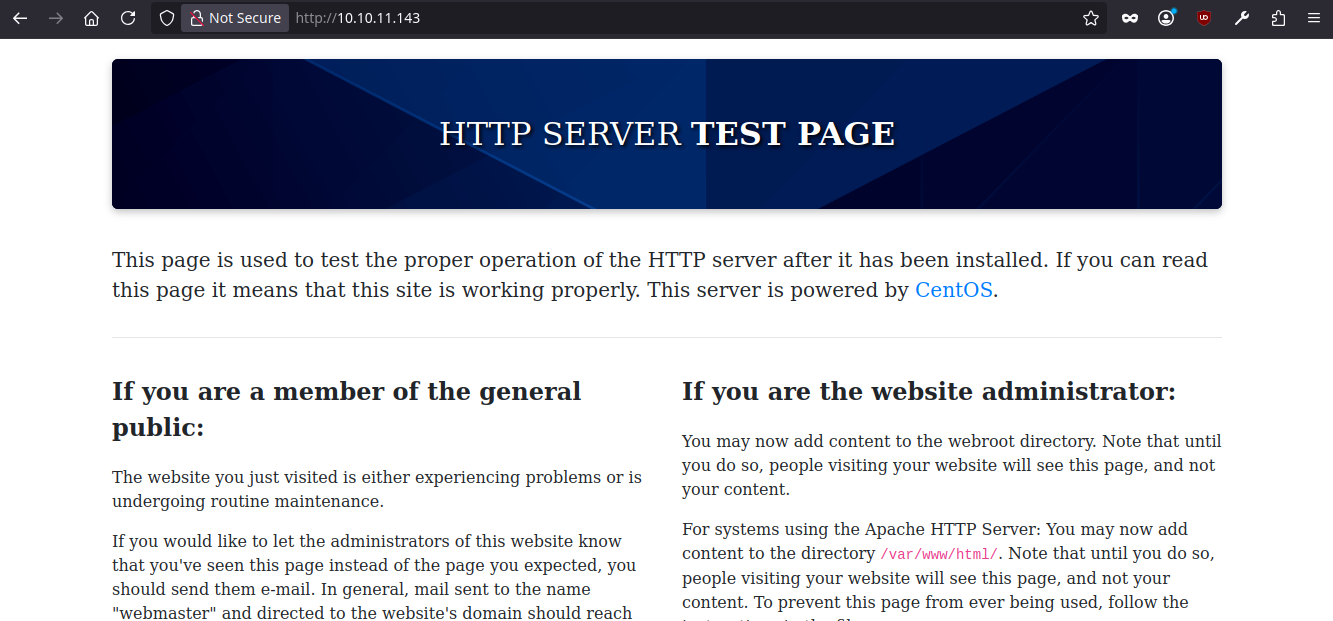 Not Secure http://10.10.11.143
HTTP SERVER TEST PAGE
This page is used to test the proper operation of the HTTP server after it has been installed. If you can read
this page it means that this site is working properly. This server is powered by CentOS.
If you are a member of the general
public:
The website you just visited is either experiencing problems or is
undergoing routine maintenance.
If you would like to let the administrators of this website know
that you've seen this page instead of the page you expected, you
should send them e-mail. In general, mail sent to the name
"webmaster" and directed to the website's domain should reach
If you are the website administrator:
You may now add content to the webroot directory. Note that until
you do so, people visiting your website will see this page, and not
your content.
For systems using the Apache HTTP Server: You may now add
content to the directory /var/www/html/. Note that until you do so,
people visiting your website will see this page, and not your
content. To prevent this page from ever being used, follow the